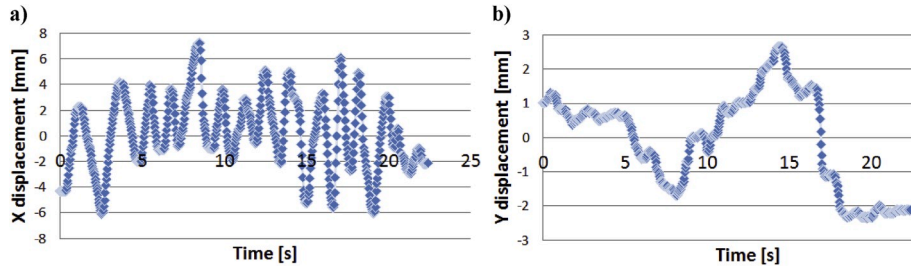 a)
X displacement [mm]
8
6
4
2
0
-2
-4
-6
-8
0 5 10 15 20 25
Time [s]
b)
Y displacement [mm]
3
2
1
0
-1
-2
-3
0 5 10 15 20
Time [s]